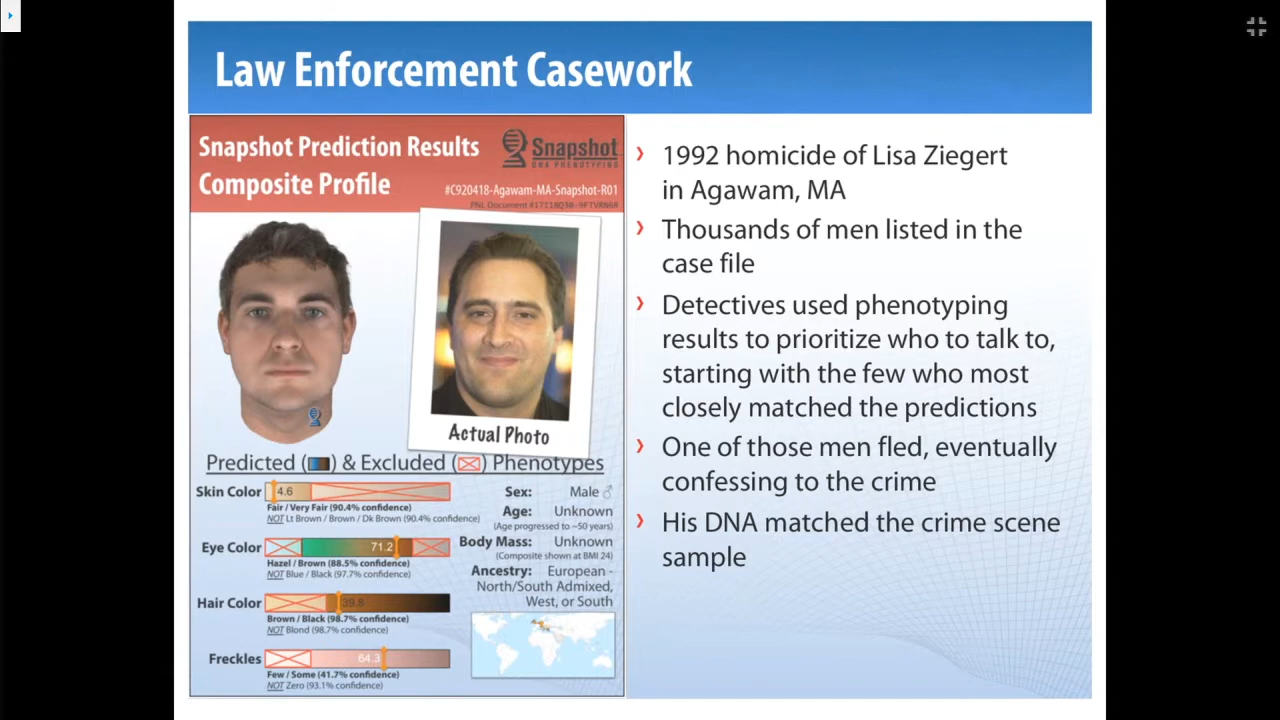 Law Enforcement Casework
Snapshot Prediction Results
Composite Profile
Snapshot
DNA PHENOTYPING
#C920418-Agawam-MA-Snapshot-R01
Actual Photo
Predicted ( ) & Excluded ( ) Phenotypes
Skin Color
4.6
Fair / Very Fair (90.4% confidence)
NOT Lt Brown / Brown / Dk Brown (90.4% confidence)
Eye Color
71.2
Hazel / Brown (88.5% confidence)
NOT Blue / Black (97.7% confidence)
Hair Color
39.8
Brown / Black (98.7% confidence)
NOT Blond (98.7% confidence)
Freckles
64.3
Few / Some (41.7% confidence)
NOT Zero (93.1% confidence)
Sex: Male ♂
Age: Unknown
(Age progressed to ~50 years)
Body Mass: Unknown
(Composite shown at BMI 24)
Ancestry: European -
North/South Admixed,
West, or South
› 1992 homicide of Lisa Ziegert
in Agawam, MA
› Thousands of men listed in the
case file
› Detectives used phenotyping
results to prioritize who to talk to,
starting with the few who most
closely matched the predictions
› One of those men fled, eventually
confessing to the crime
› His DNA matched the crime scene
sample